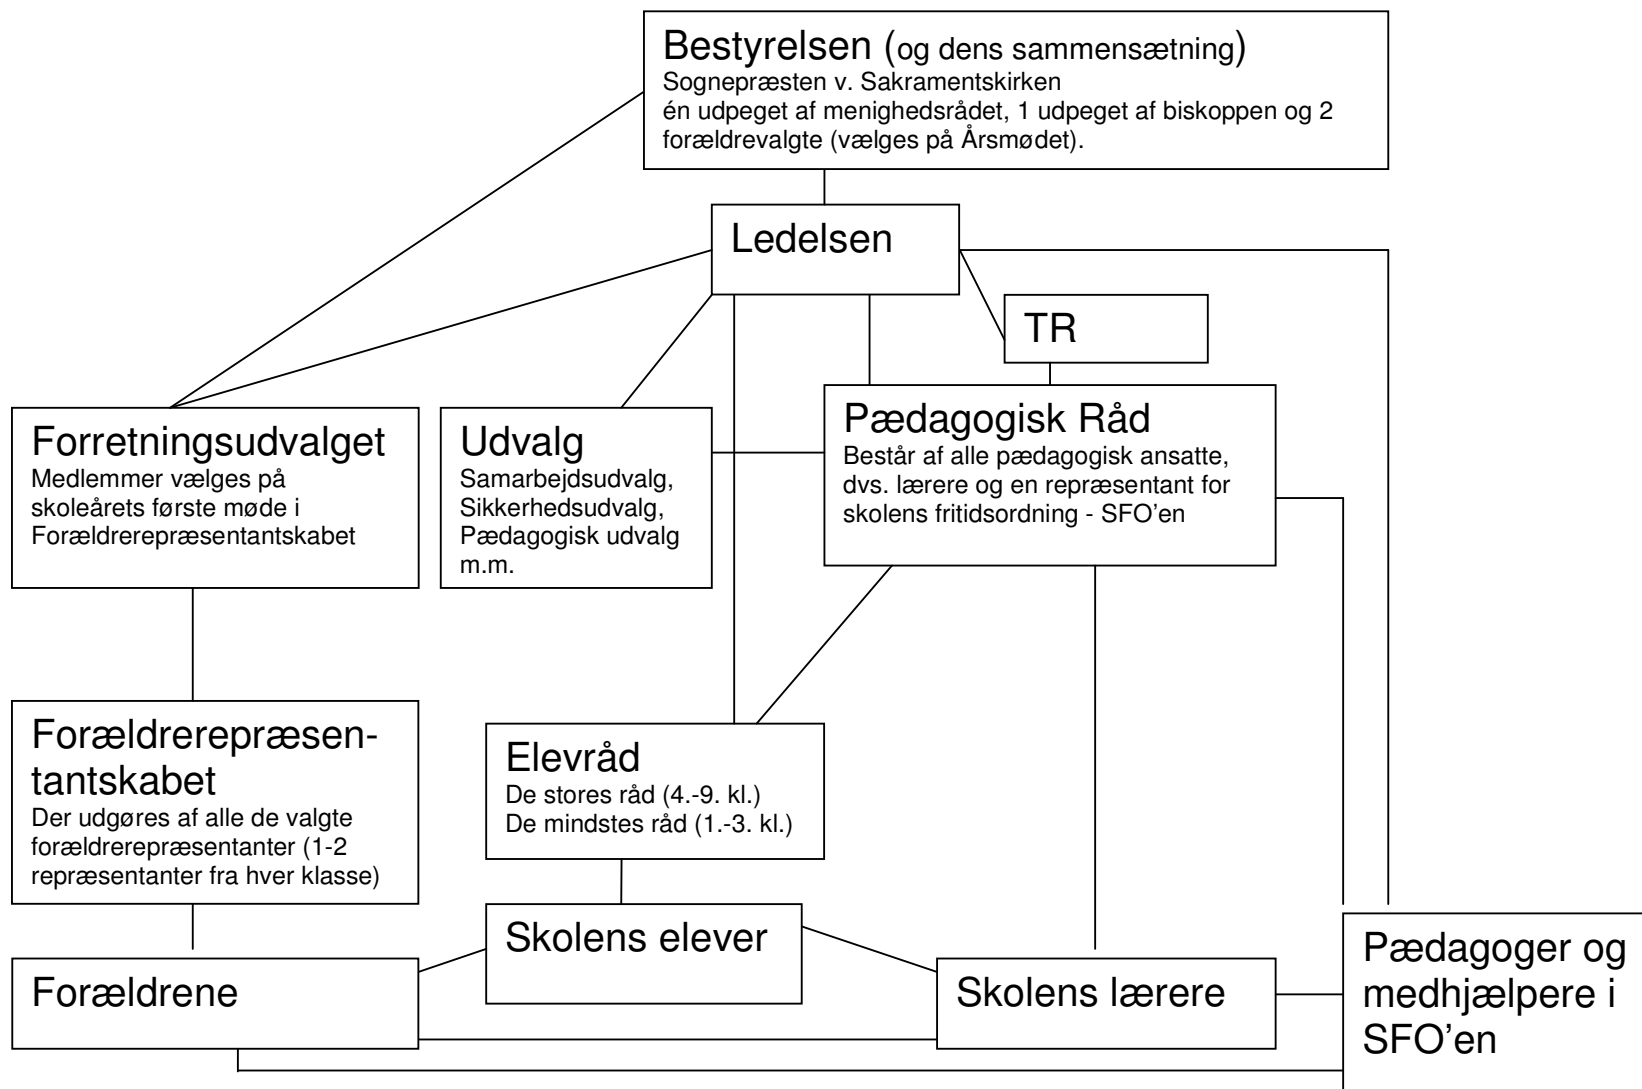 Bestyrelsen (og dens sammensætning)
Sognepræsten v. Sakramentskirken
én udpeget af menighedsrådet, 1 udpeget af biskoppen og 2
forældrevalgte (vælges på Årsmødet).
Ledelsen
TR
Forretningsudvalget
Medlemmer vælges på
skoleårets første møde i
Forældrerepræsentantskabet
Udvalg
Samarbejdsudvalg,
Sikkerhedsudvalg,
Pædagogisk udvalg
m.m.
Pædagogisk Råd
Består af alle pædagogisk ansatte,
dvs. lærere og en repræsentant for
skolens fritidsordning - SFO'en
Forældrerepræsen-
tantskabet
Der udgøres af alle de valgte
forældrerepræsentanter (1-2
repræsentanter fra hver klasse)
Elevråd
De stores råd (4.-9. kl.)
De mindstes råd (1.-3. kl.)
Skolens elever
Forældrene
Skolens lærere
Pædagoger og
medhjælpere i
SFO'en